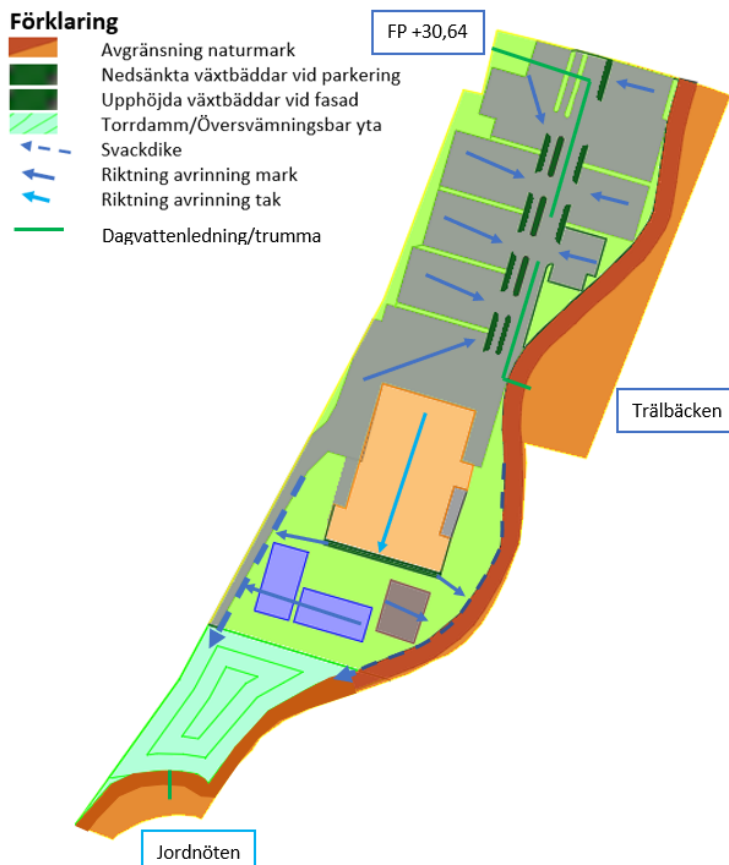 Förklaring
Avgränsning naturmark
Nedsänkta växtbäddar vid parkering
Upphöjda växtbäddar vid fasad
Torrdamm/Översvämningsbar yta
Svackdike
Riktning avrinning mark
Riktning avrinning tak
Dagvattenledning/trumma
FP +30,64
Trälbäcken
Jordnöten